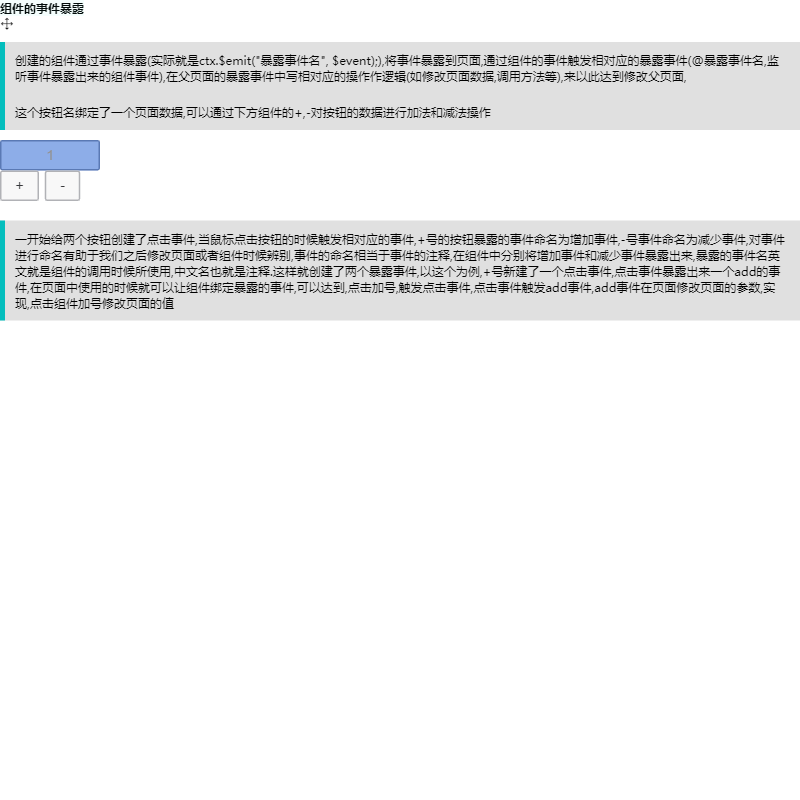 组件的事件暴露
创建的组件通过事件暴露(实际就是ctx.$emit("暴露事件名", $event);),将事件暴露到页面,通过组件的事件触发相对应的暴露事件(@暴露事件名,监
听事件暴露出来的组件事件),在父页面的暴露事件中写相对应的操作作逻辑(如修改页面数据,调用方法等),来以此达到修改父页面,
这个按钮名绑定了一个页面数据,可以通过下方组件的+,-对按钮的数据进行加法和减法操作
1
+ -
一开始给两个按钮创建了点击事件,当鼠标点击按钮的时候触发相对应的事件,+号的按钮暴露的事件命名为增加事件,-号事件命名为减少事件,对事件
进行命名有助于我们之后修改页面或者组件时候辨别,事件的命名相当于事件的注释,在组件中分别将增加事件和减少事件暴露出来,暴露的事件名英
文就是组件的调用时候所使用,中文名也就是注释.这样就创建了两个暴露事件,以这个为例,+号新建了一个点击事件,点击事件暴露出来一个add的事
件,在页面中使用的时候就可以让组件绑定暴露的事件,可以达到,点击加号,触发点击事件,点击事件触发add事件,add事件在页面修改页面的参数,实
现,点击组件加号修改页面的值